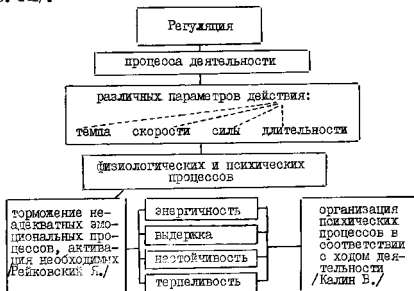 Регуляция
процесса деятельности
различных параметров действия:
темпа скорости силы длительности
физиологических и психических
процессов
торможение не-
адекватных эмо-
циональных про-
цессов, актива-
ция необходимых
/Рейковский Я./
энергичность
выдержка
настойчивость
терпеливость
организация
психических
процессов в
соответствии
с ходом дея-
тельности
/Калин В./